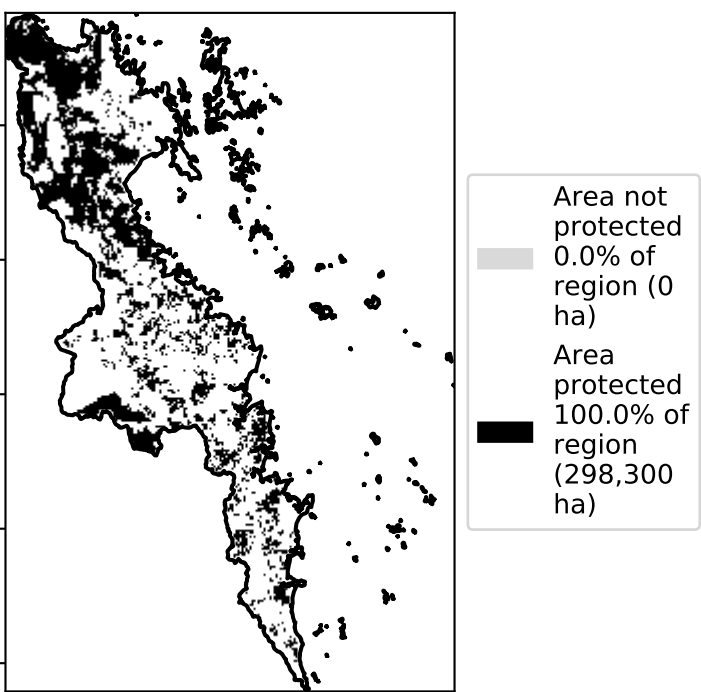 Area not
protected
0.0% of
region (0
ha)
Area
protected
100.0% of
region
(298,300
ha)